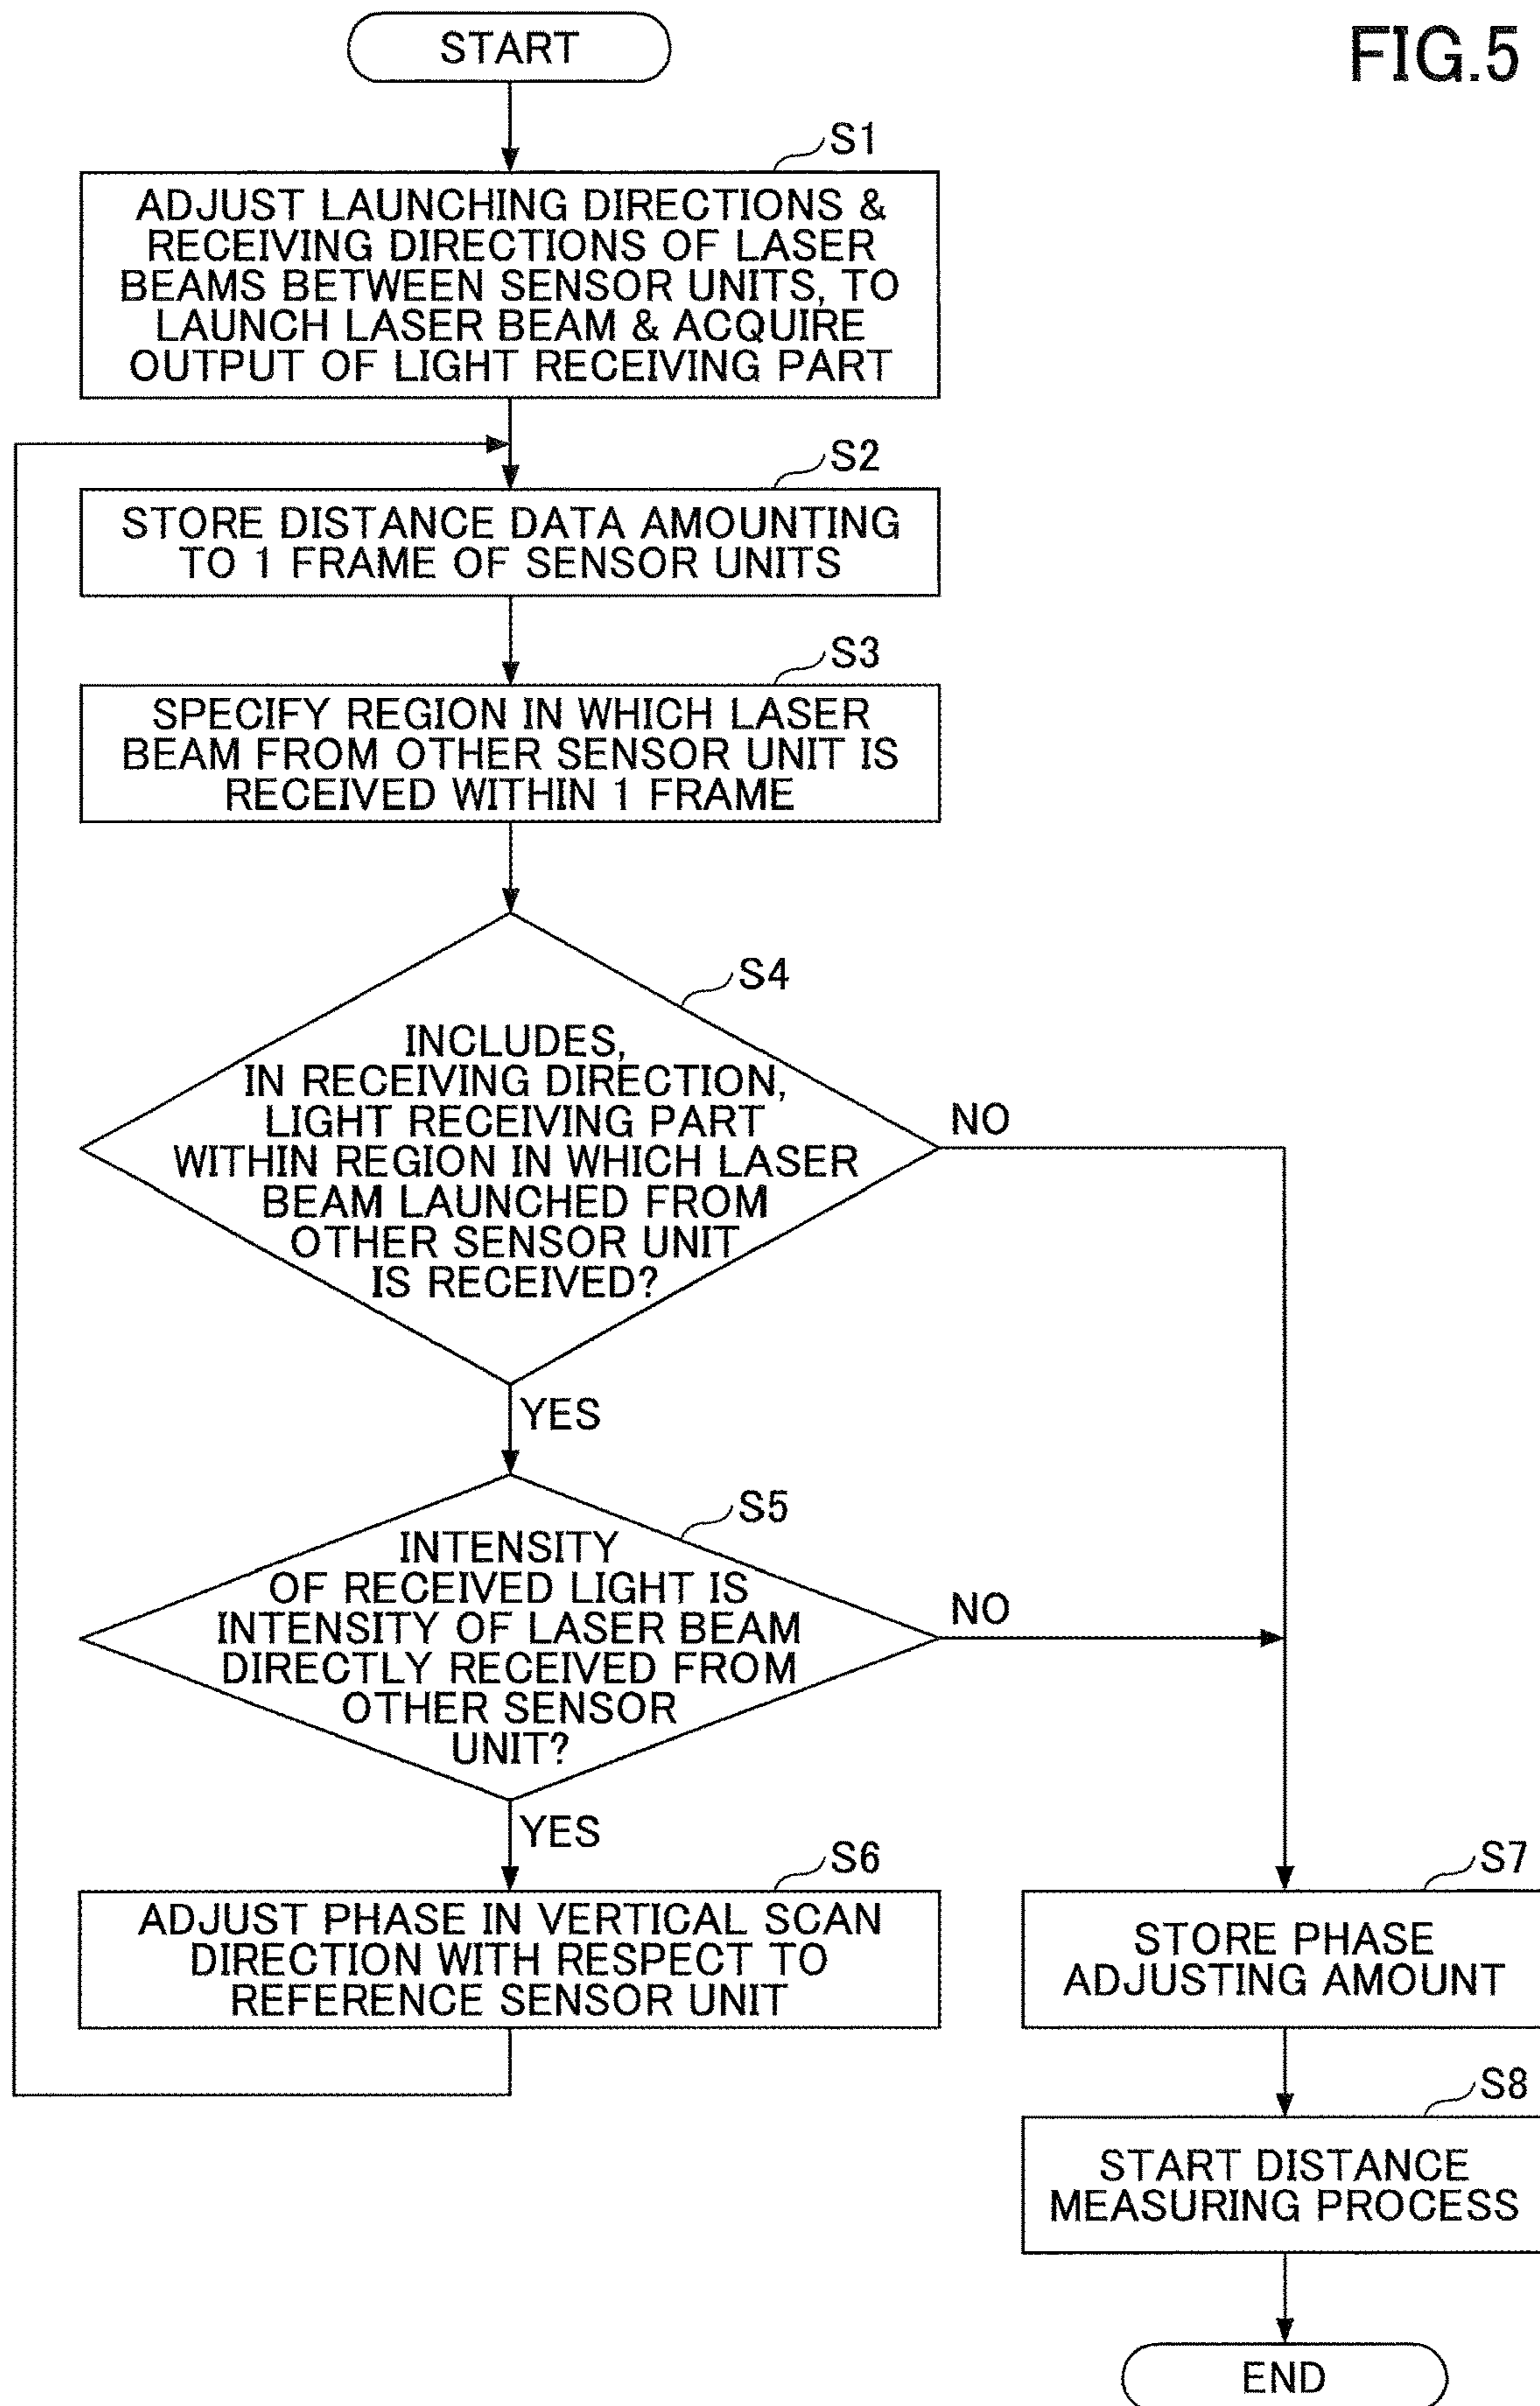 FIG.5
START
S1
ADJUST LAUNCHING DIRECTIONS &
RECEIVING DIRECTIONS OF LASER
BEAMS BETWEEN SENSOR UNITS, TO
LAUNCH LASER BEAM & ACQUIRE
OUTPUT OF LIGHT RECEIVING PART
S2
STORE DISTANCE DATA AMOUNTING
TO 1 FRAME OF SENSOR UNITS
S3
SPECIFY REGION IN WHICH LASER
BEAM FROM OTHER SENSOR UNIT IS
RECEIVED WITHIN 1 FRAME
S4
INCLUDES,
IN RECEIVING DIRECTION,
LIGHT RECEIVING PART
WITHIN REGION IN WHICH LASER
BEAM LAUNCHED FROM
OTHER SENSOR UNIT
IS RECEIVED?
NO
YES
S5
INTENSITY
OF RECEIVED LIGHT IS
INTENSITY OF LASER BEAM
DIRECTLY RECEIVED FROM
OTHER SENSOR
UNIT?
NO
YES
S6
ADJUST PHASE IN VERTICAL SCAN
DIRECTION WITH RESPECT TO
REFERENCE SENSOR UNIT
S7
STORE PHASE
ADJUSTING AMOUNT
S8
START DISTANCE
MEASURING PROCESS
END